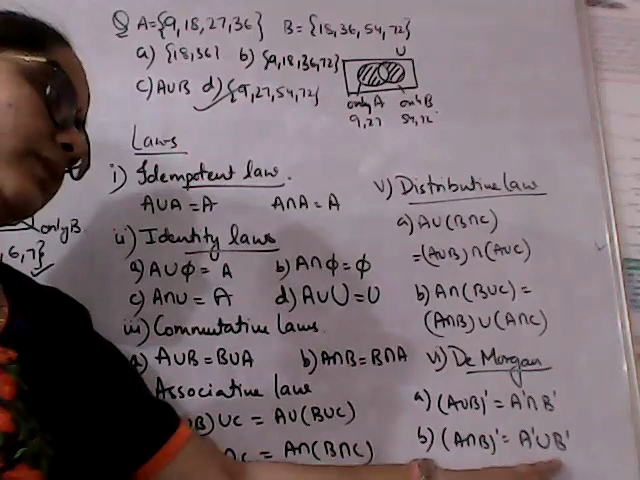 Q A={9,18,27,36} B={18,36,54,72}
a) {18,36} b) {9,18,36,72}
c) A∪B d) {9,27,54,72}
U
only A only B
9,27 54,72
Laws
i) Idempotent law.
A∪A = A A∩A = A
ii) Identity laws
a) A∪φ = A b) A∩φ = φ
c) A∩U = A d) A∪U = U
iii) Commutative laws.
a) A∪B = B∪A b) A∩B = B∩A
Associative law
B)∪C = A∪(B∪C)
∩C = A∩(B∩C)
only B
6,7}
v) Distributive law
a) A∪(B∩C)
=(A∪B)∩(A∪C)
b) A∩(B∪C) =
(A∩B)∪(A∩C)
vi) De Morgan
a) (A∪B)' = A'∩B'
b) (A∩B)' = A'∪B'